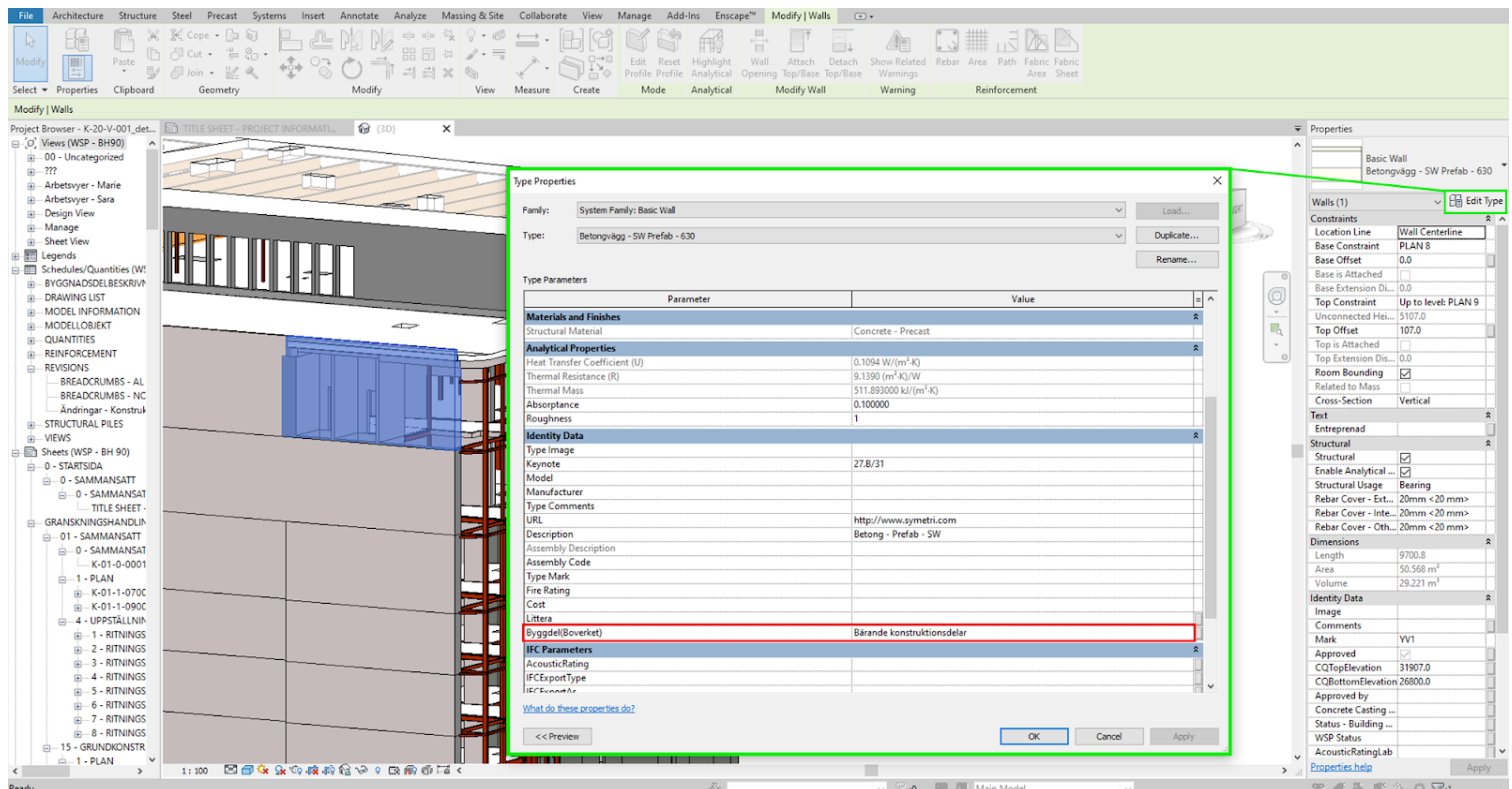 File Architecture Structure Steel Precast Systems Insert Annotate Analyze Massing & Site Collaborate View Manage Add-Ins Enscape™ Modify | Walls
Modify
Paste
Cope
Cut
Join
Edit Profile
Reset Profile
Highlight Analytical
Wall Opening
Attach Top/Base
Detach Top/Base
Show Related Warnings
Rebar
Area
Path
Fabric Area
Fabric Sheet
Select Properties Clipboard Geometry Modify View Measure Create Mode Analytical Modify Wall Warning Reinforcement
Modify | Walls
Project Browser - K-20-V-001_det...
Views (WSP - BH90)
00 - Uncategorized
???
Arbetsvyer - Marie
Arbetsvyer - Sara
Design View
Manage
Sheet View
Legends
Schedules/Quantities (WS
BYGGNADSDELBESKRIVN
DRAWING LIST
MODEL INFORMATION
MODELLOBJEKT
QUANTITIES
REINFORCEMENT
REVISIONS
BREADCRUMBS - AL
BREADCRUMBS - NO
Ändringar - Konstruk
STRUCTURAL PILES
VIEWS
Sheets (WSP - BH 90)
0 - STARTSIDA
0 - SAMMANSATT
0 - SAMMANSAT
TITLE SHEET -
GRANSKNINGSHANDLIN
01 - SAMMANSATT
0 - SAMMANSAT
K-01-0-0001
1 - PLAN
K-01-1-0700
K-01-1-0900
4 - UPPSTÄLLNIN
1 - RITNINGS
2 - RITNINGS
3 - RITNINGS
4 - RITNINGS
5 - RITNINGS
6 - RITNINGS
7 - RITNINGS
8 - RITNINGS
15 - GRUNDKONSTR
1 - PLAN
TITLE SHEET - PROJECT INFORMATI...
{3D}
Type Properties
Family: System Family: Basic Wall Load...
Type: Betongvägg - SW Prefab - 630 Duplicate...
Rename...
Type Parameters
Parameter Value =
Materials and Finishes
Structural Material Concrete - Precast
Analytical Properties
Heat Transfer Coefficient (U) 0.1094 W/(m²·K)
Thermal Resistance (R) 9.1390 (m²·K)/W
Thermal Mass 511.893000 kJ/(m²·K)
Absorptance 0.100000
Roughness 1
Identity Data
Type Image
Keynote 27.B/31
Model
Manufacturer
Type Comments
URL http://www.symetri.com
Description Betong - Prefab - SW
Assembly Description
Assembly Code
Type Mark
Fire Rating
Cost
Littera
Byggdel(Boverket) Bärande konstruktionsdelar
IFC Parameters
AcousticRating
IFCExportType
IFCExportAs
What do these properties do?
<< Preview OK Cancel Apply
Properties
Basic Wall
Betongvägg - SW Prefab - 630
Walls (1) Edit Type
Constraints
Location Line Wall Centerline
Base Constraint PLAN 8
Base Offset 0.0
Base is Attached
Base Extension Di... 0.0
Top Constraint Up to level: PLAN 9
Unconnected Hei... 5107.0
Top Offset 107.0
Top is Attached
Top Extension Dis... 0.0
Room Bounding
Related to Mass
Cross-Section Vertical
Text
Entreprenad
Structural
Structural
Enable Analytical ...
Structural Usage Bearing
Rebar Cover - Ext... 20mm <20 mm>
Rebar Cover - Inte... 20mm <20 mm>
Rebar Cover - Oth... 20mm <20 mm>
Dimensions
Length 9700.8
Area 50.568 m²
Volume 29.221 m³
Identity Data
Image
Comments
Mark YV1
Approved
CQTopElevation 31907.0
CQBottomElevation 26800.0
Approved by
Concrete Casting ...
Status - Building ...
WSP Status
AcousticRatingLab
Properties help Apply
1 : 100
Ready
Main Model